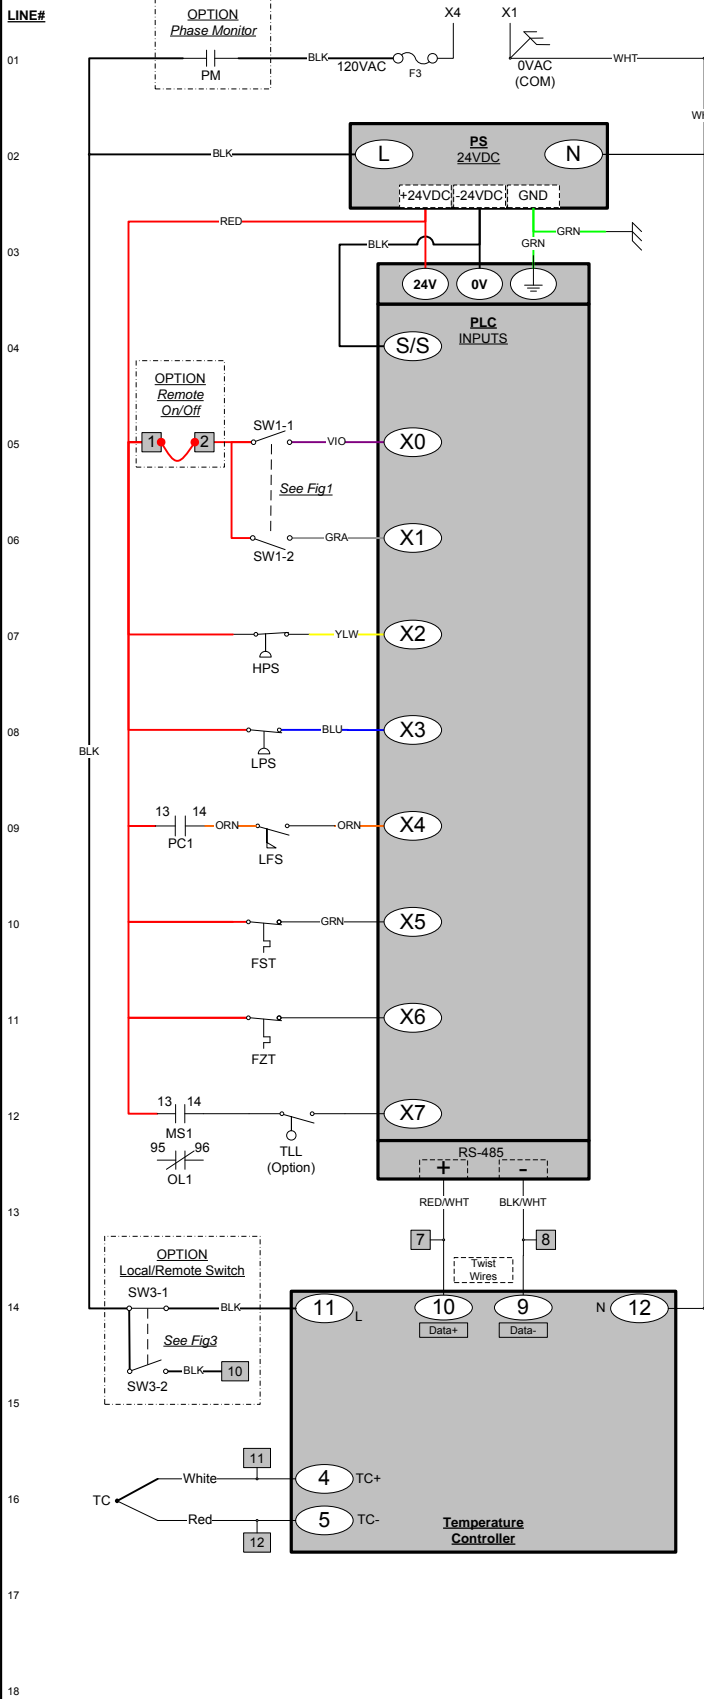 LINE#
OPTION
Phase Monitor
X4
X1
01
PM
BLK
120VAC
F3
0VAC
(COM)
WHT
02
BLK
L
PS
24VDC
N
+24VDC
-24VDC
GND
RED
GRN
03
BLK
GRN
24V
0V
PLC
INPUTS
04
S/S
OPTION
Remote
On/Off
05
1
2
SW1-1
VIO
X0
See Fig1
06
SW1-2
GRA
X1
07
HPS
YLW
X2
08
BLK
LPS
BLU
X3
09
13
14
PC1
ORN
LFS
ORN
X4
10
FST
GRN
X5
11
FZT
X6
12
13
14
MS1
95
96
OL1
TLL
(Option)
X7
RS-485
+
-
13
RED/WHT
BLK/WHT
7
8
Twist
Wires
OPTION
Local/Remote Switch
14
SW3-1
BLK
11
L
10
Data+
9
Data-
N
12
See Fig3
SW3-2
BLK
10
15
11
White
4
TC+
16
TC
Red
5
TC-
12
Temperature
Controller
17
18